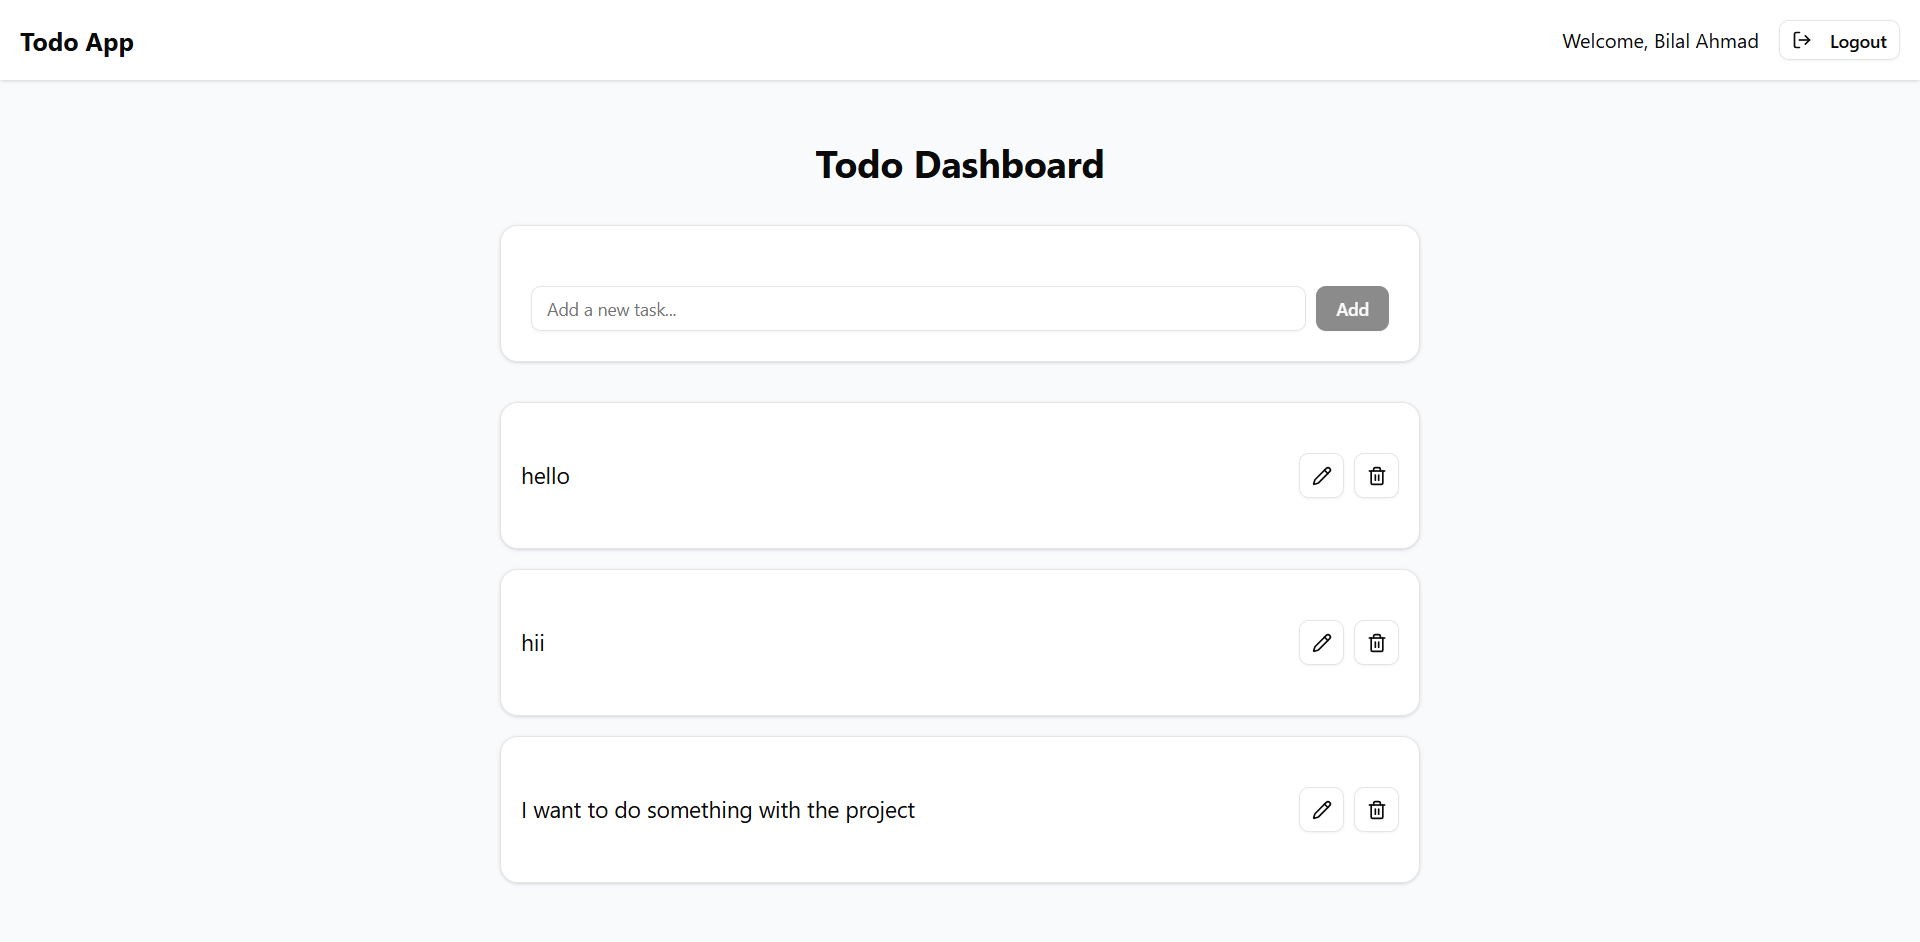 Todo App
Welcome, Bilal Ahmad
Logout
Todo Dashboard
Add a new task...
Add
hello
hii
I want to do something with the project